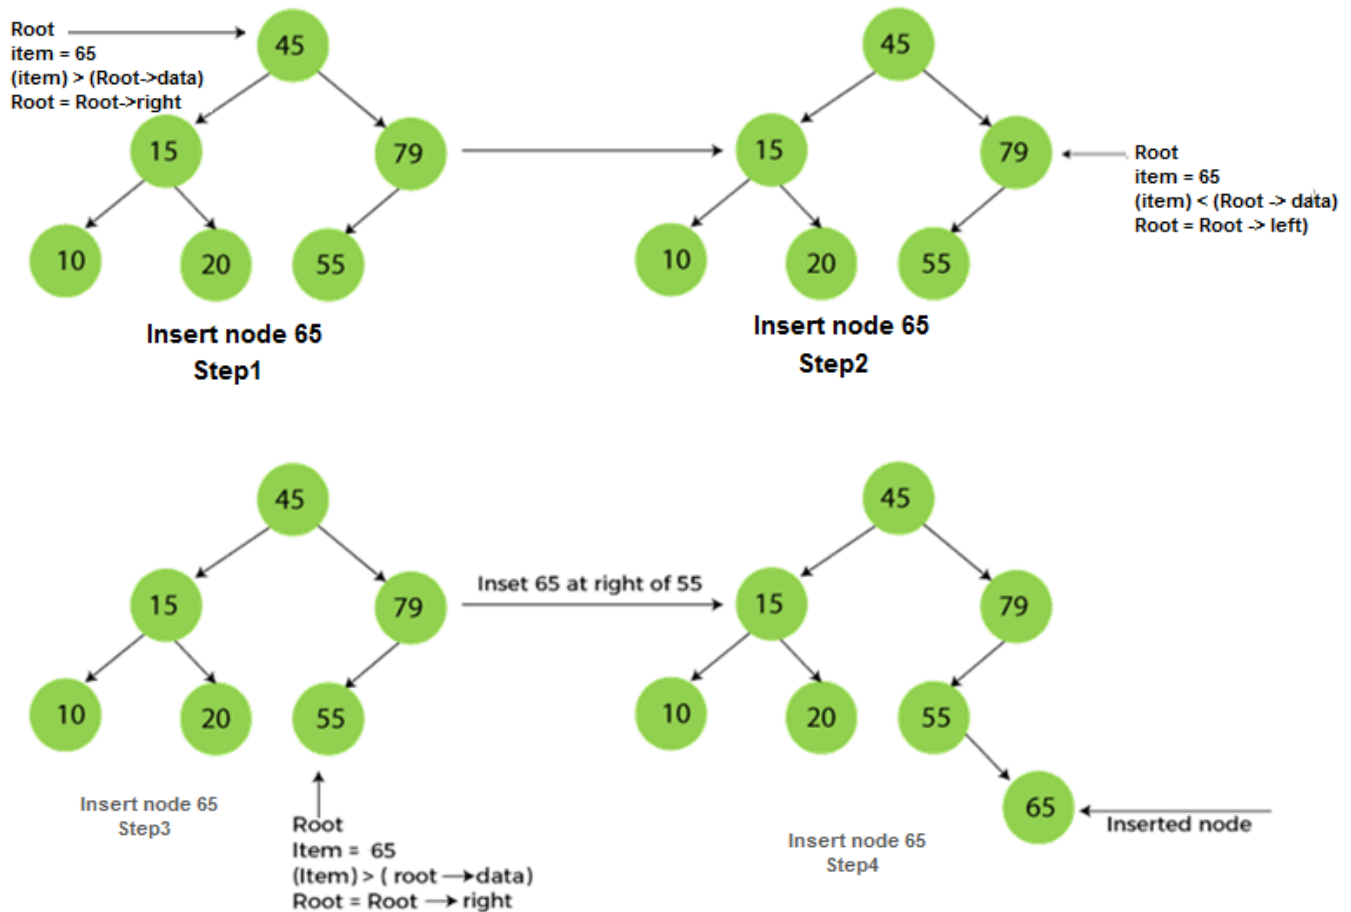 Root
item = 65
(item) > (Root->data)
Root = Root->right
45
15
79
10
20
55
Insert node 65
Step1
45
15
79
10
20
55
Root
item = 65
(item) < (Root -> data)
Root = Root -> left)
Insert node 65
Step2
45
15
79
10
20
55
Insert node 65
Step3
Root
Item = 65
(Item) > ( root → data)
Root = Root → right
Inset 65 at right of 55
45
15
79
10
20
55
65
Inserted node
Insert node 65
Step4